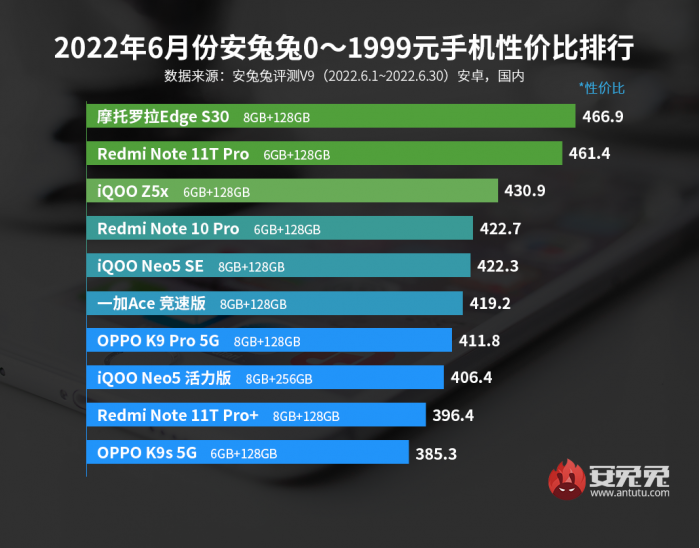 2022年6月份安兔兔0～1999元手机性价比排行
数据来源：安兔兔评测V9（2022.6.1~2022.6.30）安卓，国内
*性价比
摩托罗拉Edge S30 8GB+128GB 466.9
Redmi Note 11T Pro 6GB+128GB 461.4
iQOO Z5x 6GB+128GB 430.9
Redmi Note 10 Pro 6GB+128GB 422.7
iQOO Neo5 SE 8GB+128GB 422.3
一加Ace 竞速版 8GB+128GB 419.2
OPPO K9 Pro 5G 8GB+128GB 411.8
iQOO Neo5 活力版 8GB+256GB 406.4
Redmi Note 11T Pro+ 8GB+128GB 396.4
OPPO K9s 5G 6GB+128GB 385.3
安兔兔
www.antutu.com